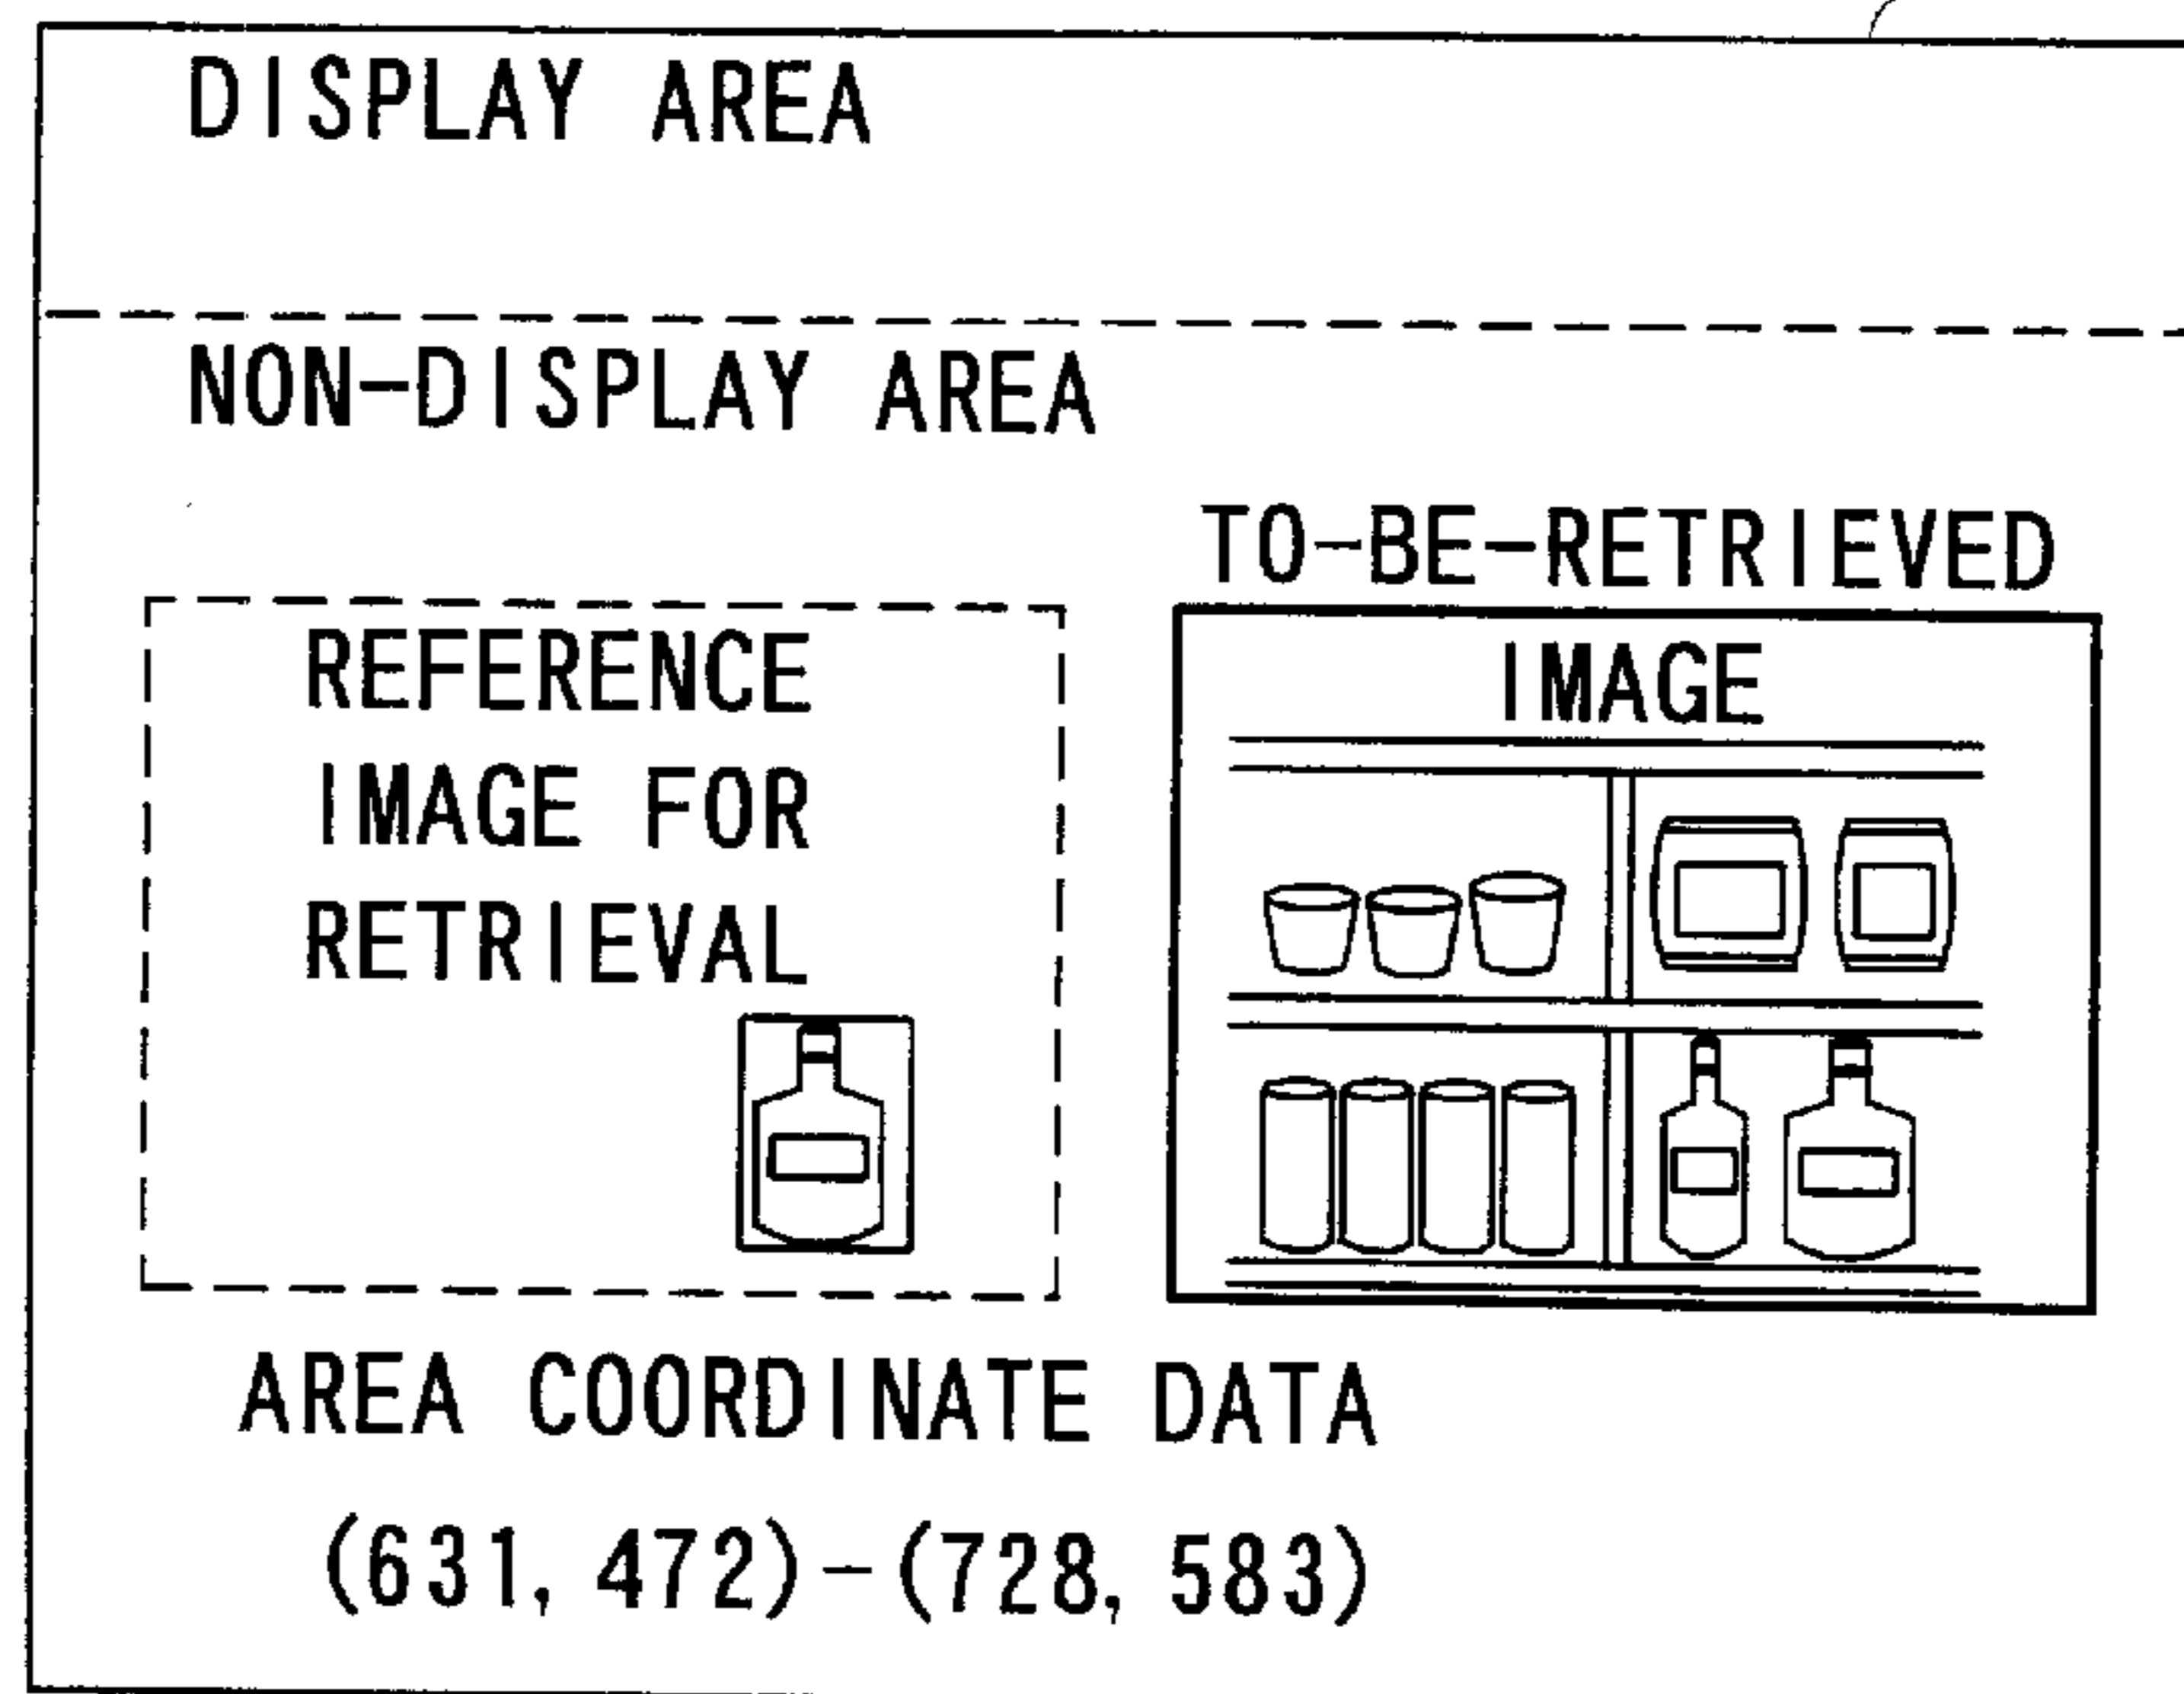 DISPLAY AREA
NON-DISPLAY AREA
TO-BE-RETRIEVED
IMAGE
REFERENCE
IMAGE FOR
RETRIEVAL
AREA COORDINATE DATA
(631, 472)-(728, 583)